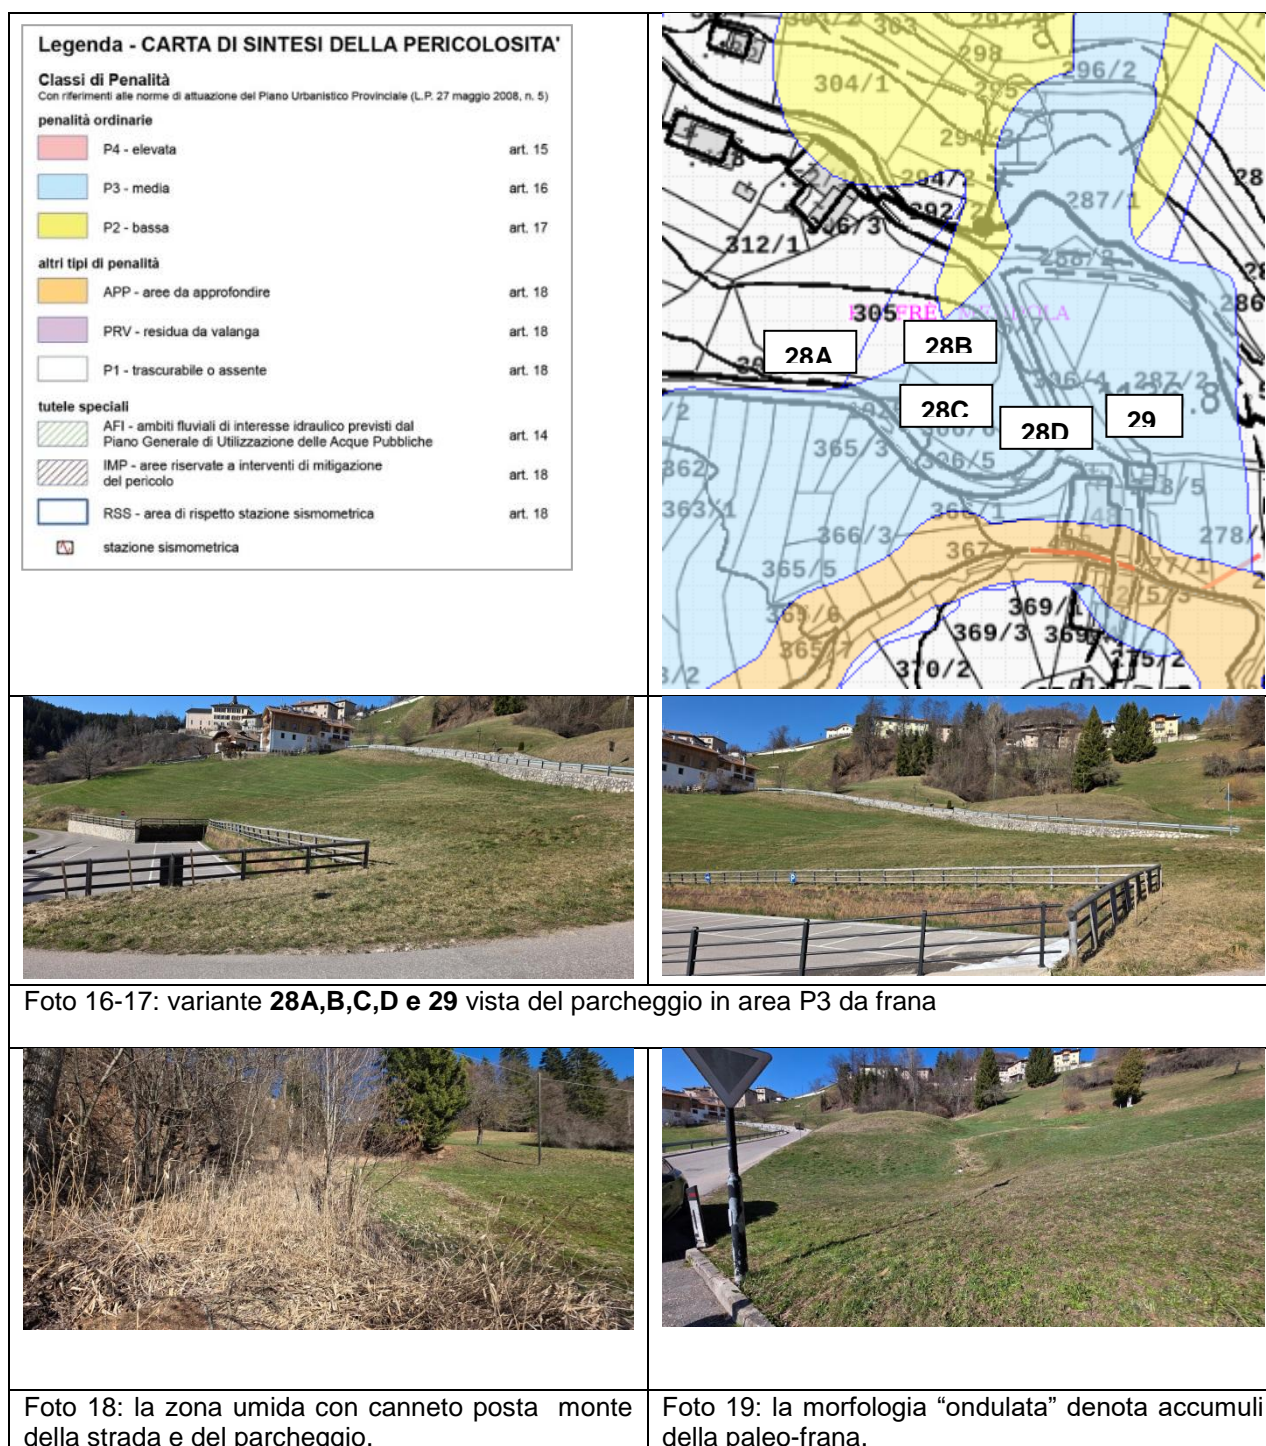 Legenda - CARTA DI SINTESI DELLA PERICOLOSITA'
Classi di Penalità
Con riferimenti alle norme di attuazione del Piano Urbanistico Provinciale (L.P. 27 maggio 2008, n. 5)
penalità ordinarie
P4 - elevata art. 15
P3 - media art. 16
P2 - bassa art. 17
altri tipi di penalità
APP - aree da approfondire art. 18
PRV - residua da valanga art. 18
P1 - trascurabile o assente art. 18
tutele speciali
AFI - ambiti fluviali di interesse idraulico previsti dal
Piano Generale di Utilizzazione delle Acque Pubbliche art. 14
IMP - aree riservate a interventi di mitigazione
del pericolo art. 18
RSS - area di rispetto stazione sismometrica art. 18
stazione sismometrica
303
297/1
298
296/2
304/1
295
294/2
287/1
312/1
305
28A
28B
28C
28D
29
287/2
365/3
306/5
362
363/1
366/3
365/5
367
369/3
370/2
365/7
Foto 16-17: variante 28A,B,C,D e 29 vista del parcheggio in area P3 da frana
Foto 18: la zona umida con canneto posta monte
della strada e del parcheggio.
Foto 19: la morfologia “ondulata” denota accumuli
della paleo-frana.